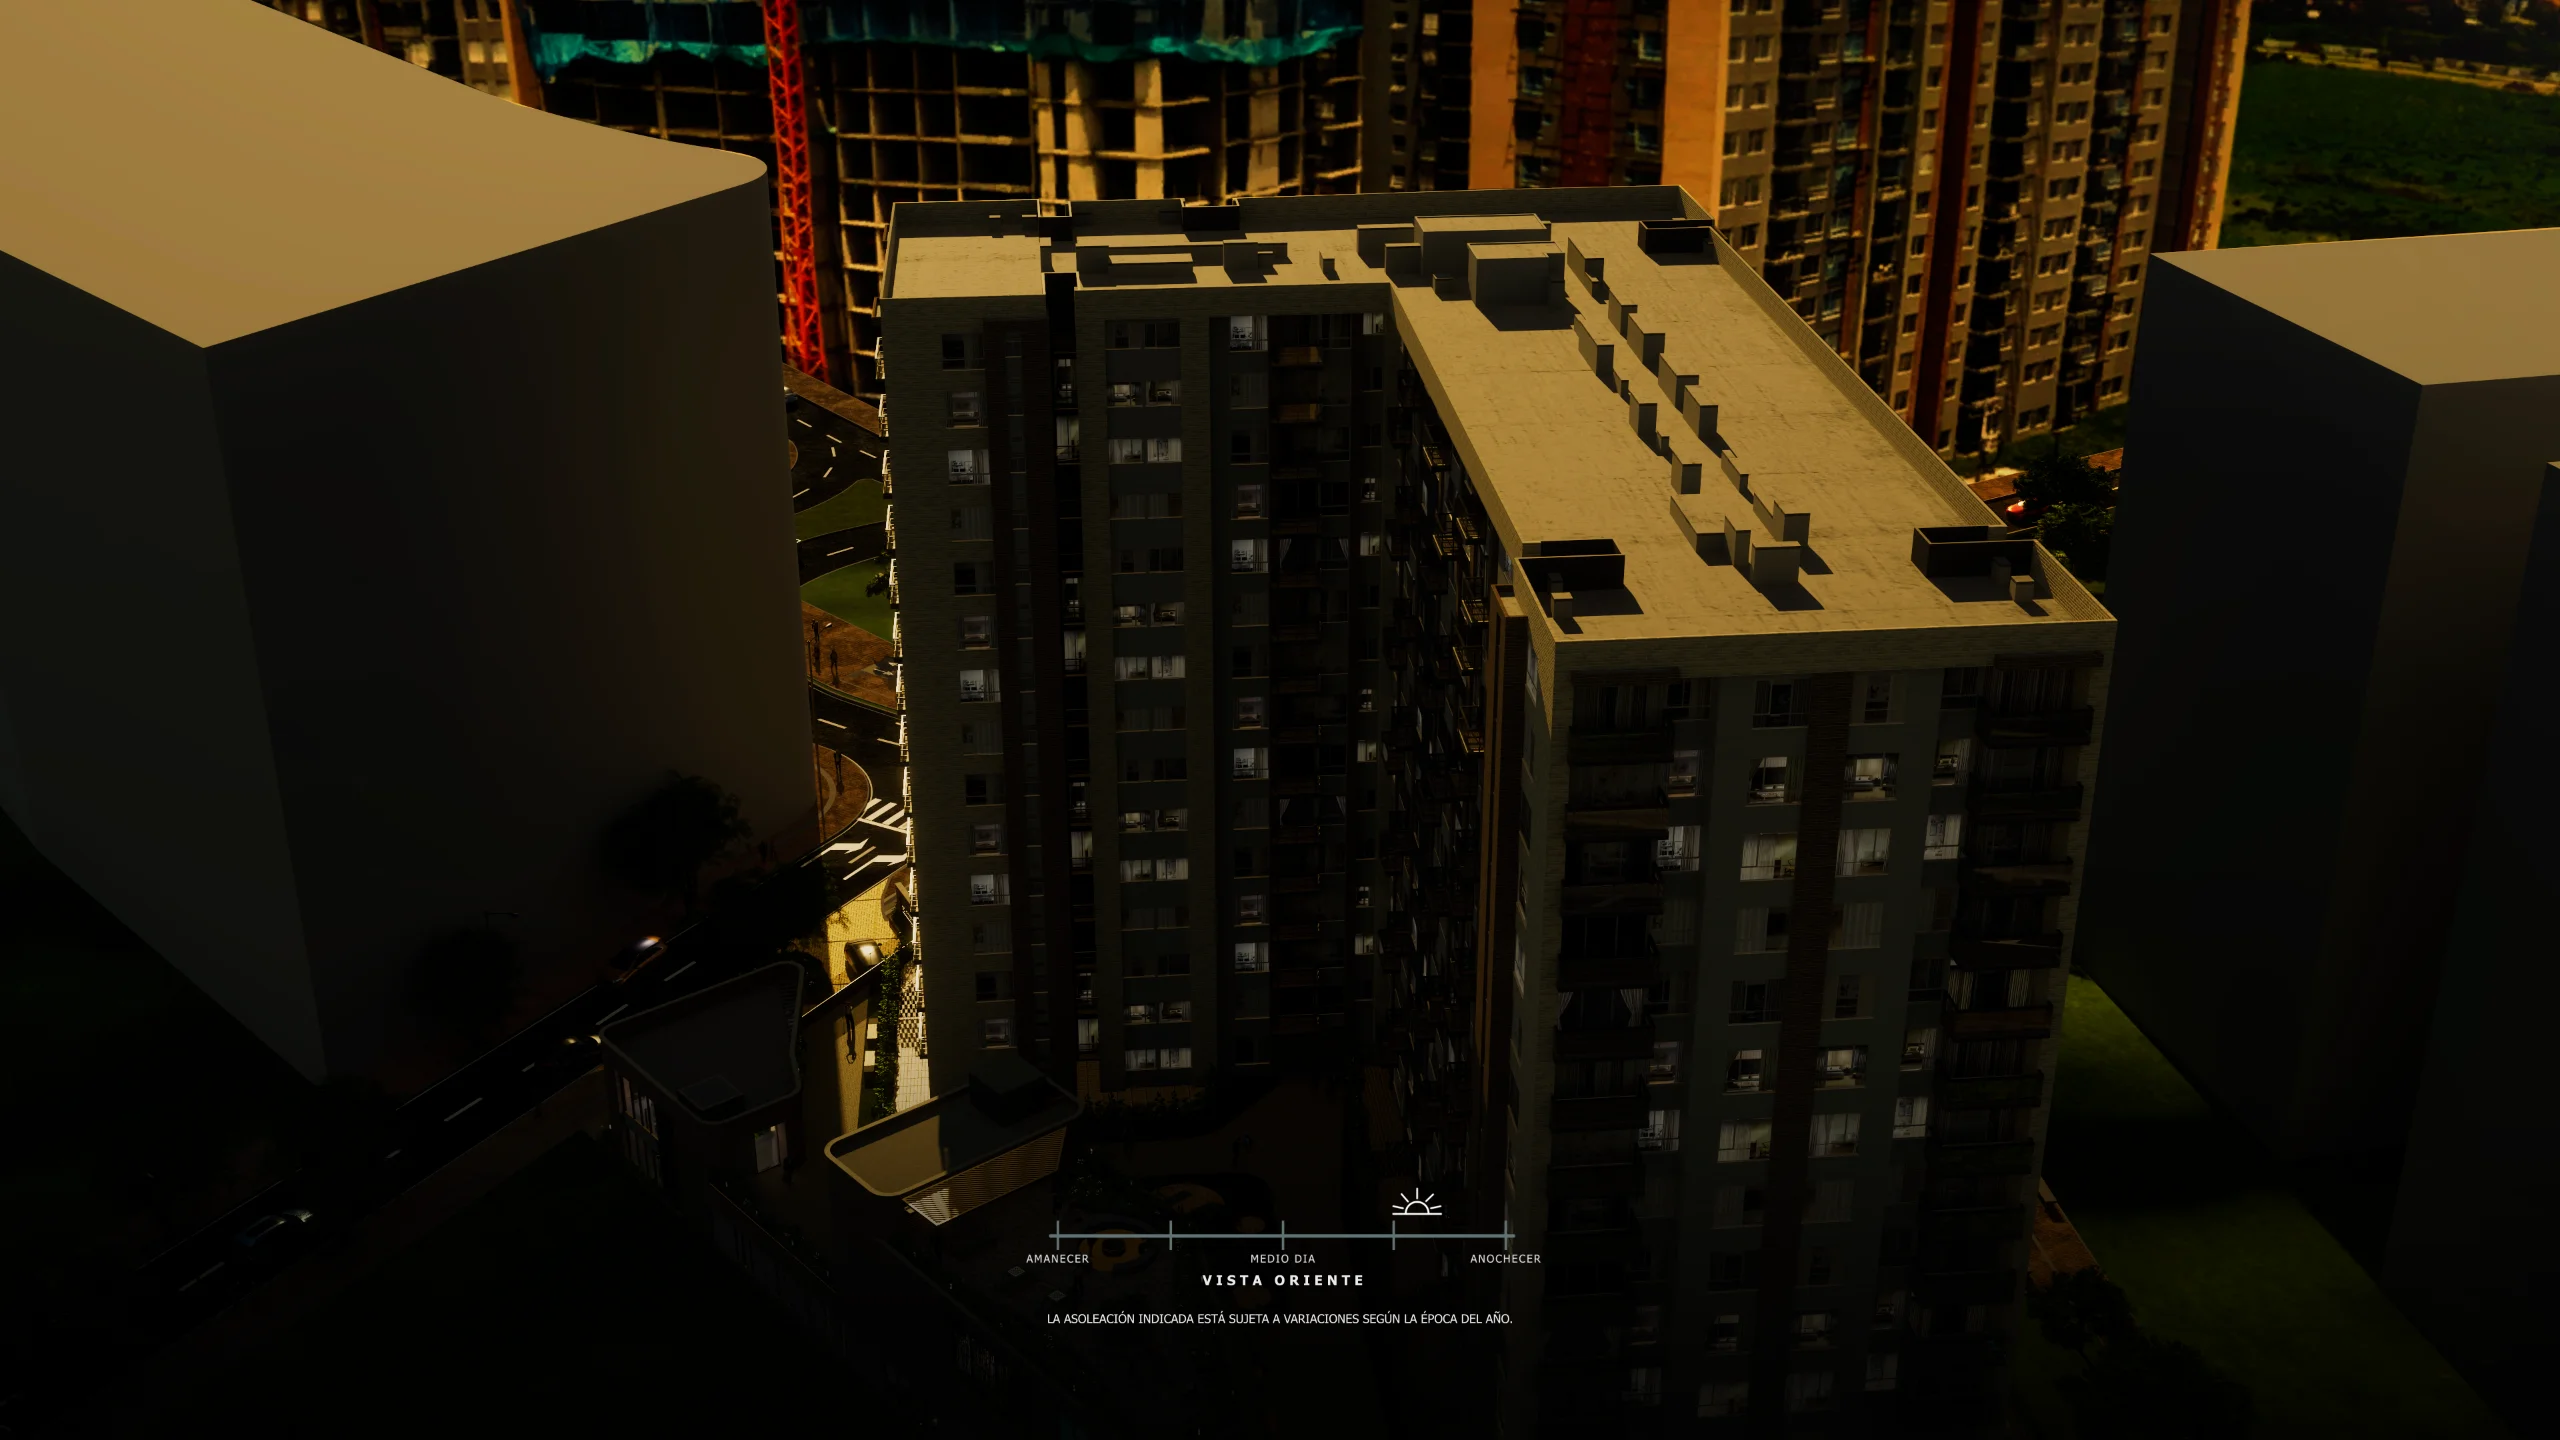 AMANECER MEDIO DIA ANOCHECER
VISTA ORIENTE
LA ASOLEACIÓN INDICADA ESTÁ SUJETA A VARIACIONES SEGÚN LA ÉPOCA DEL AÑO.